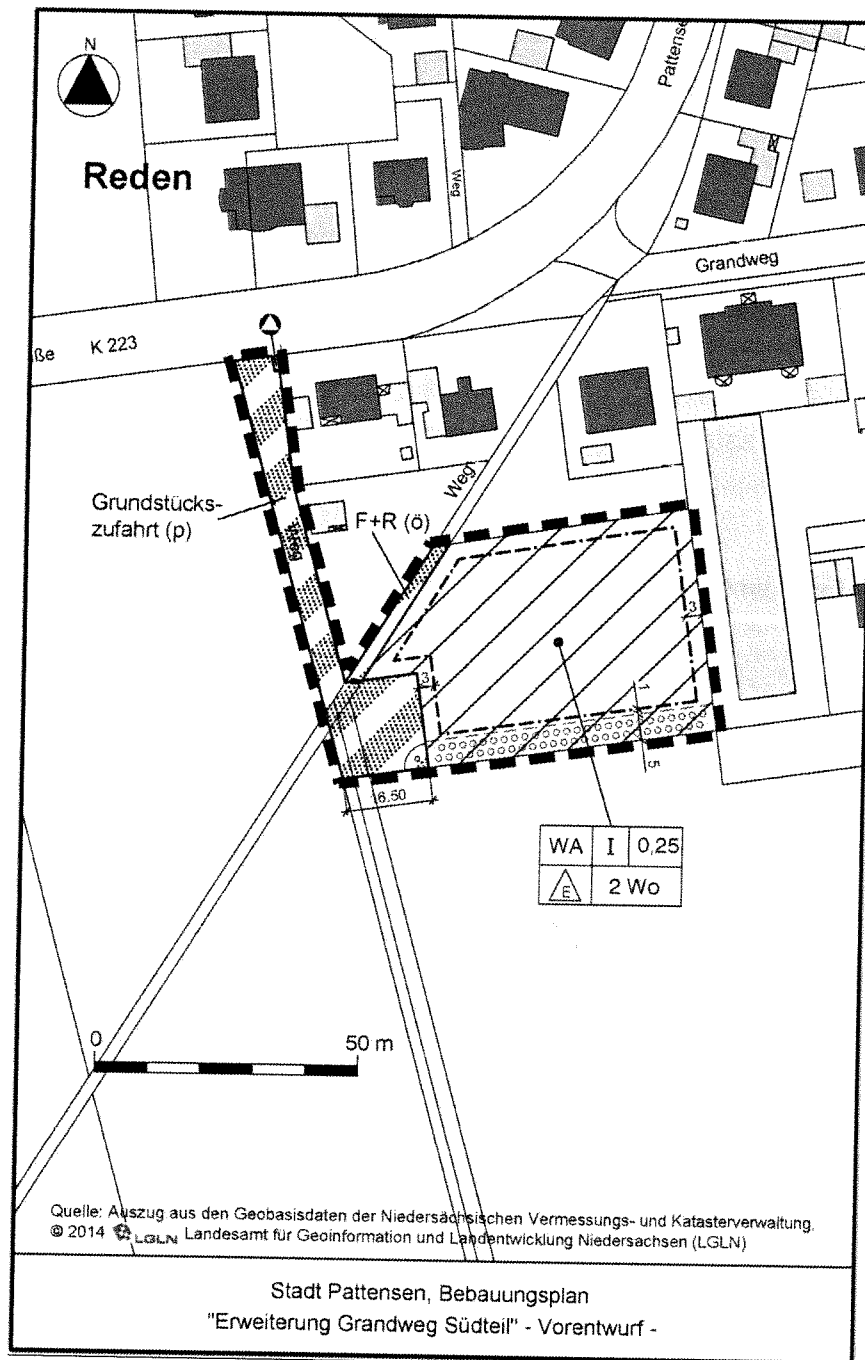 N
Reden
Pattense
Weg
Grandweg
ße K 223
Grundstücks-
zufahrt (p)
F+R (ö)
Weg
3
3
1
5
6.50
WA I 0,25
E 2 Wo
0 50 m
Quelle: Auszug aus den Geobasisdaten der Niedersächsischen Vermessungs- und Katasterverwaltung,
© 2014 LGLN Landesamt für Geoinformation und Landentwicklung Niedersachsen (LGLN)
Stadt Pattensen, Bebauungsplan
"Erweiterung Grandweg Südteil" - Vorentwurf -